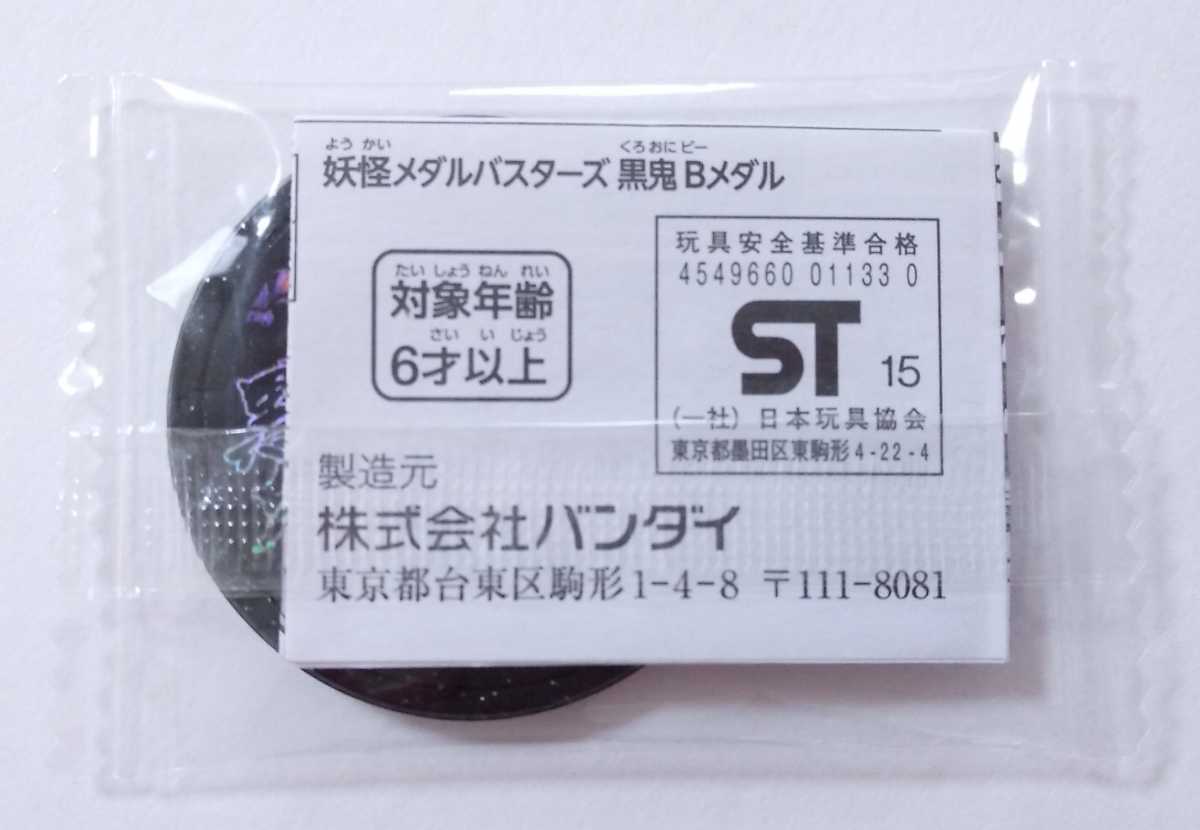 よう かい くろ おに ビー
妖怪メダルバスターズ 黒鬼Bメダル
たい しょう ねん れい
対象年齢
さい い じょう
6才以上
玩具安全基準合格
4549660 01133 0
ST 15
(一社) 日本玩具協会
東京都墨田区東駒形4-22-4
製造元
株式会社バンダイ
東京都台東区駒形1-4-8 〒111-8081